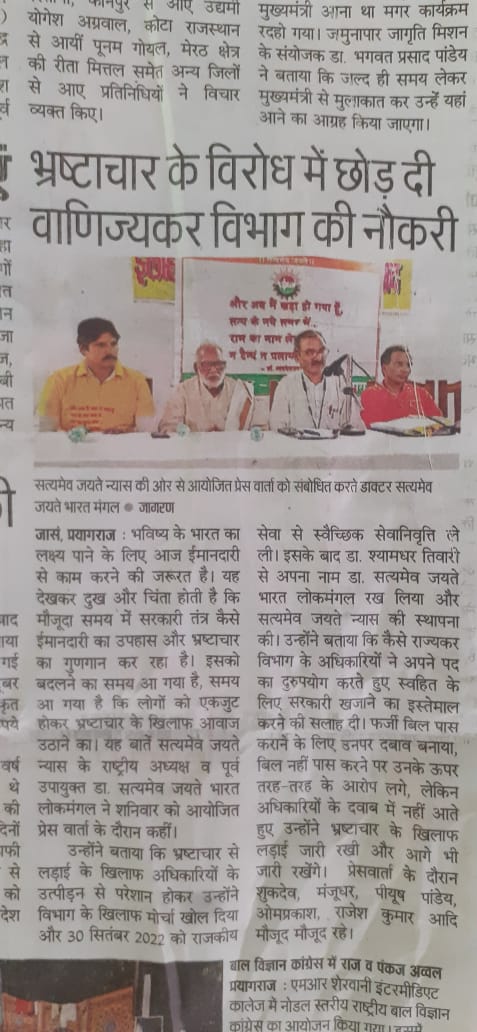 कानपुर से आए उद्यमी
योगेश अग्रवाल, कोटा राजस्थान
से आयीं पूनम गोयल, मेरठ क्षेत्र
की रीता मित्तल समेत अन्य जिलों
से आए प्रतिनिधियों ने विचार
व्यक्त किए।
मुख्यमंत्री आना था मगर कार्यक्रम
रदहो गया। जमुनापार जागृति मिशन
के संयोजक डा. भगवत प्रसाद पांडेय
ने बताया कि जल्द ही समय लेकर
मुख्यमंत्री से मुलाकात कर उन्हें यहां
आने का आग्रह किया जाएगा।
भ्रष्टाचार के विरोध में छोड़ दी
वाणिज्यकर विभाग की नौकरी
और अब मैं खड़ा हो गया हूँ,
सत्य के नये समर में
राम का नाम ले
न दैन्यं न पलाय
सत्यमेव जयते न्यास की ओर से आयोजित प्रेस वार्ता को संबोधित करते डाक्टर सत्यमेव
जयते भारत मंगल ● जागरण
जासं, प्रयागराज : भविष्य के भारत का
लक्ष्य पाने के लिए आज ईमानदारी
से काम करने की जरूरत है। यह
देखकर दुख और चिंता होती है कि
मौजूदा समय में सरकारी तंत्र कैसे
ईमानदारी का उपहास और भ्रष्टाचार
का गुणगान कर रहा है। इसको
बदलने का समय आ गया है, समय
आ गया है कि लोगों को एकजुट
होकर भ्रष्टाचार के खिलाफ आवाज
उठाने का। यह बातें सत्यमेव जयते
न्यास के राष्ट्रीय अध्यक्ष व पूर्व
उपायुक्त डा. सत्यमेव जयते भारत
लोकमंगल ने शनिवार को आयोजित
प्रेस वार्ता के दौरान कहीं।
उन्होंने बताया कि भ्रष्टाचार से
लड़ाई के खिलाफ अधिकारियों के
उत्पीड़न से परेशान होकर उन्होंने
विभाग के खिलाफ मोर्चा खोल दिया
और 30 सितंबर 2022 को राजकीय
सेवा से स्वैच्छिक सेवानिवृत्ति ले
ली। इसके बाद डा. श्यामधर तिवारी
से अपना नाम डा. सत्यमेव जयते
भारत लोकमंगल रख लिया और
सत्यमेव जयते न्यास की स्थापना
की। उन्होंने बताया कि कैसे राज्यकर
विभाग के अधिकारियों ने अपने पद
का दुरुपयोग करते हुए स्वहित के
लिए सरकारी खजाने का इस्तेमाल
करने की सलाह दी। फर्जी बिल पास
कराने के लिए उनपर दबाव बनाया,
बिल नहीं पास करने पर उनके ऊपर
तरह-तरह के आरोप लगे, लेकिन
अधिकारियों के दवाब में नहीं आते
हुए उन्होंने भ्रष्टाचार के खिलाफ
लड़ाई जारी रखी और आगे भी
जारी रखेंगे। प्रेसवार्ता के दौरान
शुकदेव, मंजूधर, पीयूष पांडेय,
ओमप्रकाश, राजेश कुमार आदि
मौजूद मौजूद रहे।
बाल विज्ञान कांग्रेस में राज व पंकज अव्वल
प्रयागराज : एमआर शेरवानी इंटरमीडिएट
कालेज में नोडल स्तरीय राष्ट्रीय बाल विज्ञान
कांग्रेस का आयोजन किया गया।